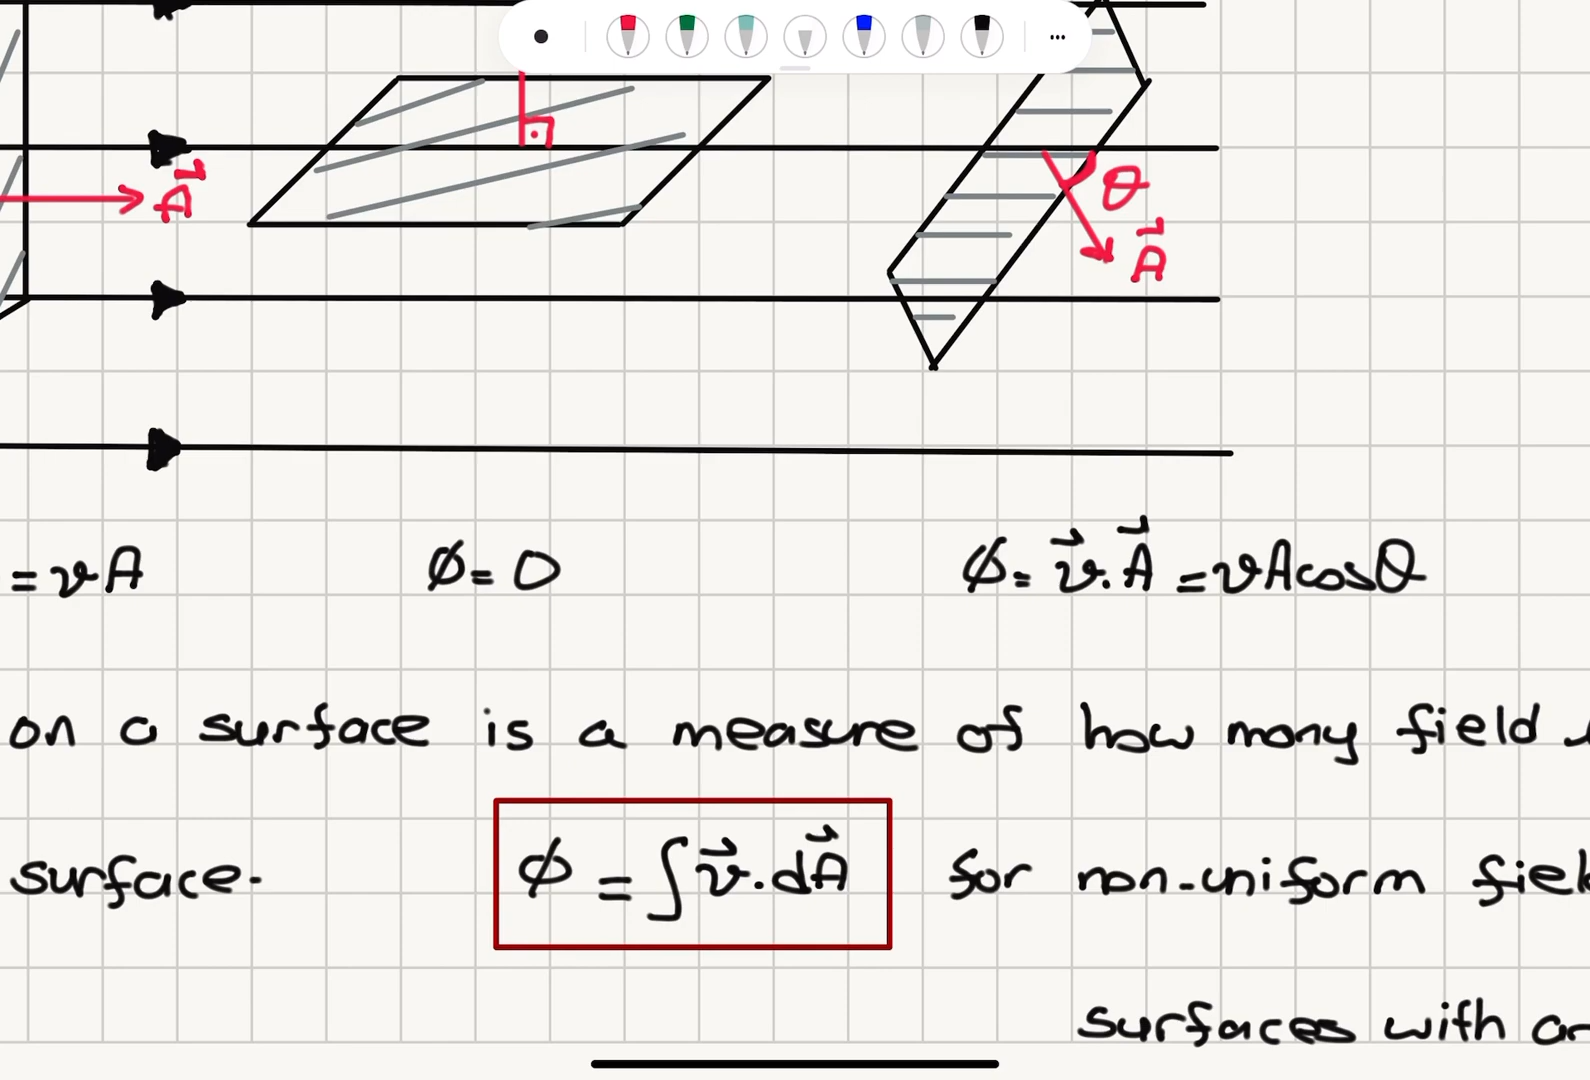 A⃗
θ
A⃗
= vA
ϕ = 0
ϕ = v⃗ . A⃗ = vAcosθ
on a surface is a measure of how many field
surface.
ϕ = ∫ v⃗ . dA⃗
for non-uniform fiel
surfaces with ar